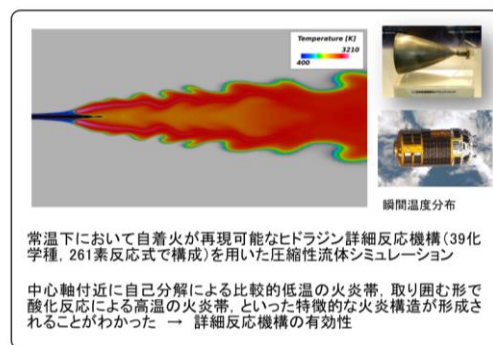 Temperature [K]
3210
400
瞬間温度分布
常温下において自着火が再現可能なヒドラジン詳細反応機構（39化
学種，261素反応式で構成）を用いた圧縮性流体シミュレーション
中心軸付近に自己分解による比較的低温の火炎帯，取り囲む形で
酸化反応による高温の火炎帯，といった特徴的な火炎構造が形成さ
れることがわかった → 詳細反応機構の有効性